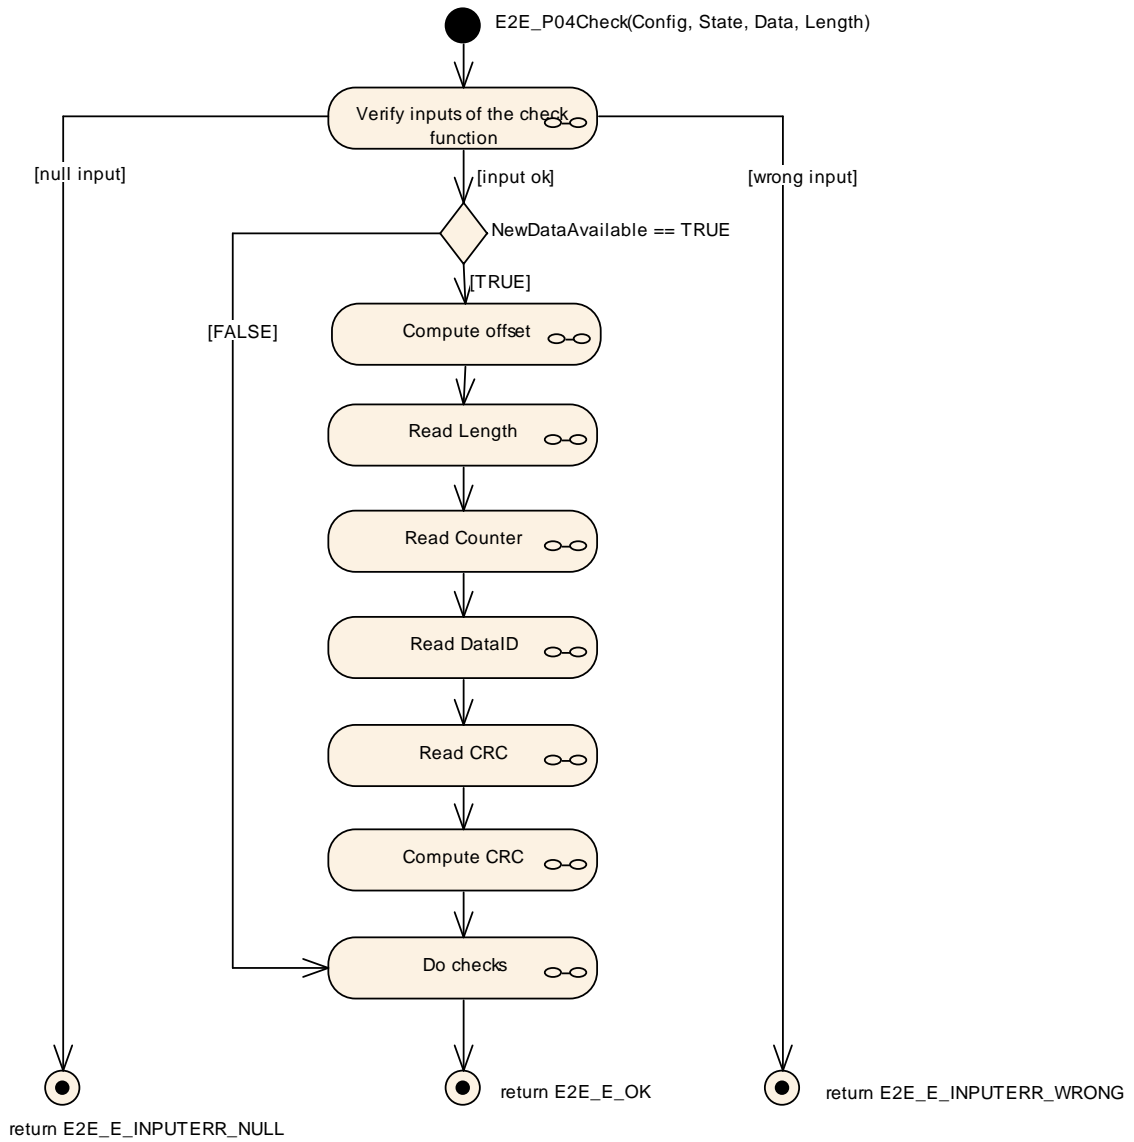 E2E_P04Check(Config, State, Data, Length)
Verify inputs of the check
function
[null input]
[input ok]
[wrong input]
NewDataAvailable == TRUE
[TRUE]
[FALSE]
Compute offset
Read Length
Read Counter
Read DataID
Read CRC
Compute CRC
Do checks
return E2E_E_OK
return E2E_E_INPUTERR_WRONG
return E2E_E_INPUTERR_NULL